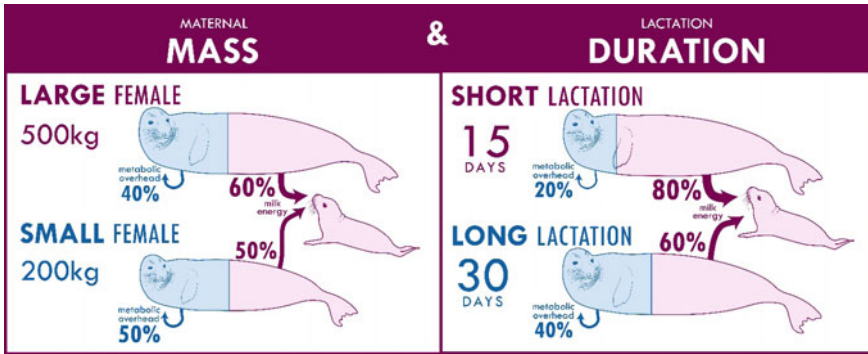 MATERNAL
MASS
&
LACTATION
DURATION
LARGE FEMALE
500kg
metabolic
overhead
40%
60%
milk
energy
SMALL FEMALE
200kg
50%
metabolic
overhead
50%
SHORT LACTATION
15
DAYS
metabolic
overhead
20%
80%
milk
energy
LONG LACTATION
60%
30
DAYS
metabolic
overhead
40%